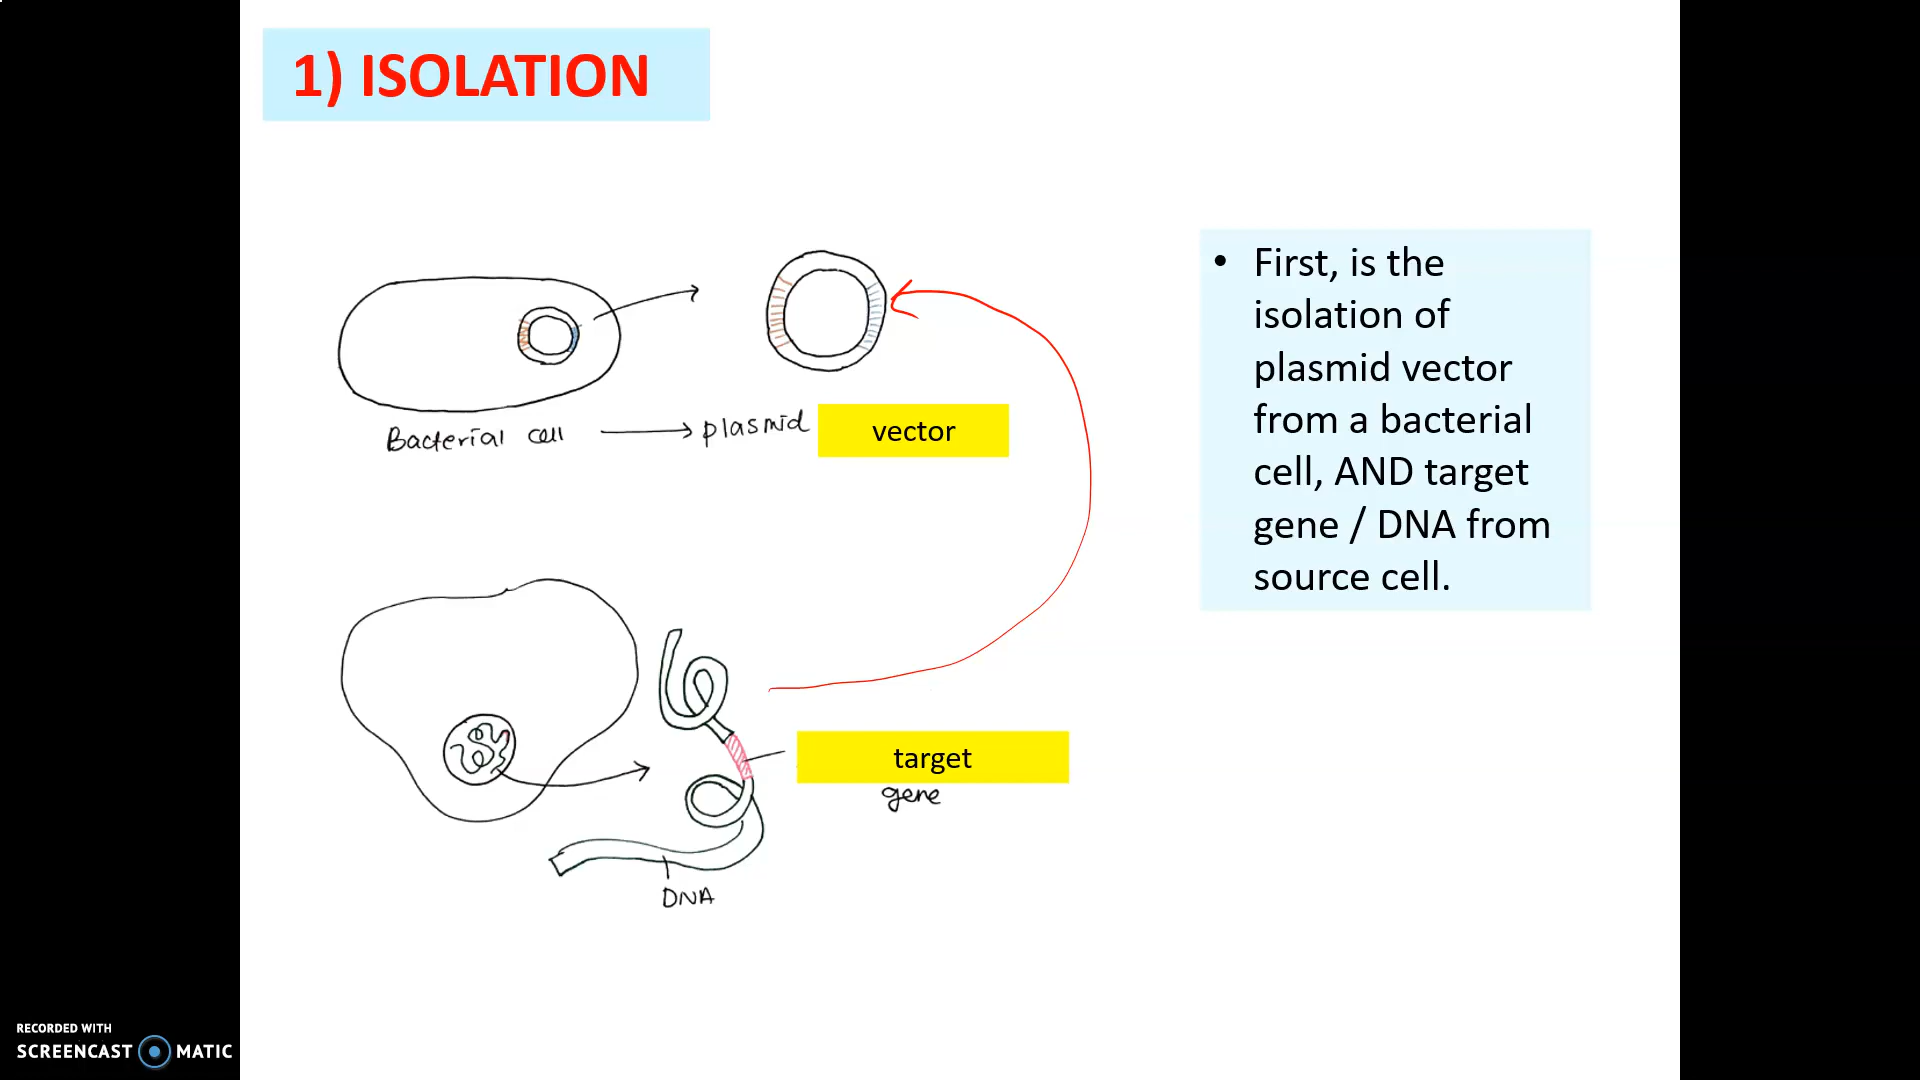 1) ISOLATION
Bacterial cell
plasmid
vector
target
gene
DNA
• First, is the
isolation of
plasmid vector
from a bacterial
cell, AND target
gene / DNA from
source cell.
RECORDED WITH
SCREENCAST MATIC